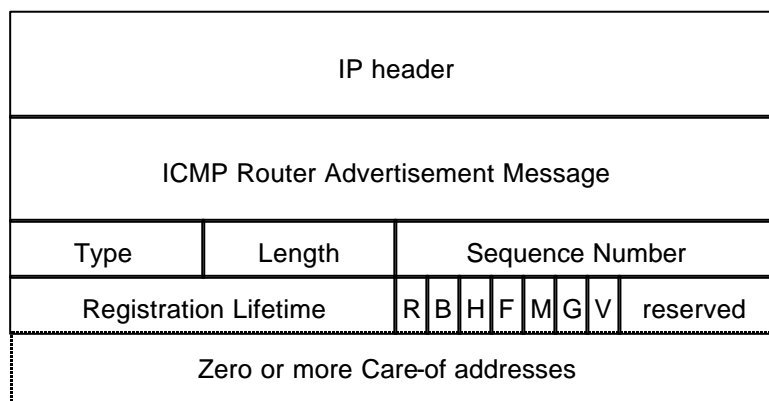 IP header
ICMP Router Advertisement Message
Type Length Sequence Number
Registration Lifetime R B H F M G V reserved
Zero or more Care-of addresses